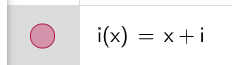 i(x) = x + i